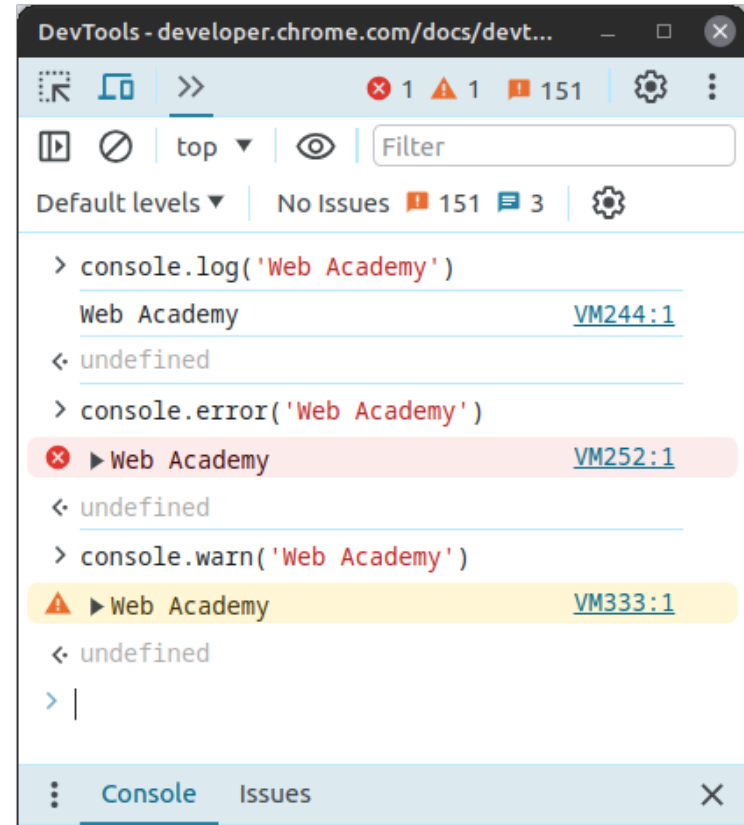 DevTools - developer.chrome.com/docs/devt...
1 1 151
top Filter
Default levels No Issues 151 3
> console.log('Web Academy')
Web Academy VM244:1
undefined
> console.error('Web Academy')
Web Academy VM252:1
undefined
> console.warn('Web Academy')
Web Academy VM333:1
undefined
>
Console Issues